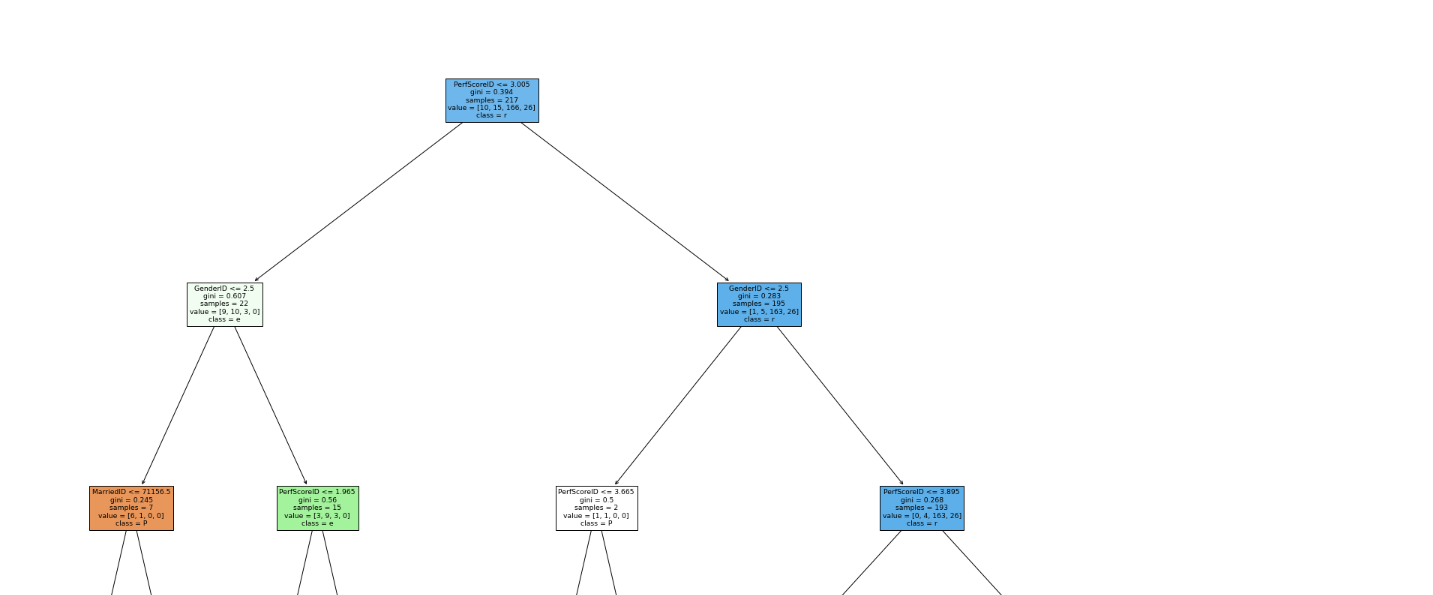 PerfScoreID <= 3.005
gini = 0.394
samples = 217
value = [10, 15, 166, 26]
class = r
GenderID <= 2.5
gini = 0.607
samples = 22
value = [9, 10, 3, 0]
class = e
GenderID <= 2.5
gini = 0.283
samples = 195
value = [1, 5, 163, 26]
class = r
MarriedID <= 71156.5
gini = 0.245
samples = 7
value = [6, 1, 0, 0]
class = P
PerfScoreID <= 1.965
gini = 0.56
samples = 15
value = [3, 9, 3, 0]
class = e
PerfScoreID <= 3.665
gini = 0.5
samples = 2
value = [1, 1, 0, 0]
class = P
PerfScoreID <= 3.895
gini = 0.268
samples = 193
value = [0, 4, 163, 26]
class = r